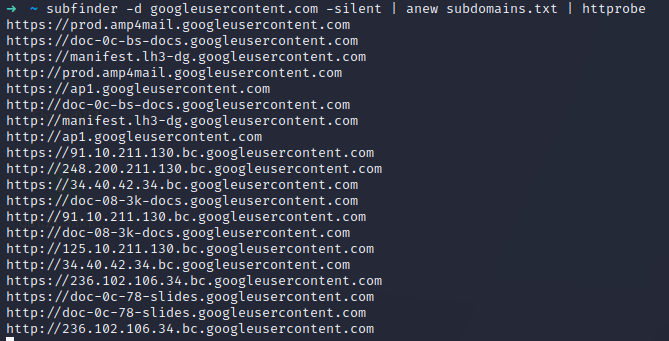 ➜ ~ subfinder -d googleusercontent.com -silent | anew subdomains.txt | httprobe
https://prod.amp4mail.googleusercontent.com
https://doc-0c-bs-docs.googleusercontent.com
https://manifest.lh3-dg.googleusercontent.com
http://prod.amp4mail.googleusercontent.com
https://ap1.googleusercontent.com
http://doc-0c-bs-docs.googleusercontent.com
http://manifest.lh3-dg.googleusercontent.com
http://ap1.googleusercontent.com
https://91.10.211.130.bc.googleusercontent.com
http://248.200.211.130.bc.googleusercontent.com
https://34.40.42.34.bc.googleusercontent.com
https://doc-08-3k-docs.googleusercontent.com
http://91.10.211.130.bc.googleusercontent.com
http://doc-08-3k-docs.googleusercontent.com
http://125.10.211.130.bc.googleusercontent.com
http://34.40.42.34.bc.googleusercontent.com
https://236.102.106.34.bc.googleusercontent.com
https://doc-0c-78-slides.googleusercontent.com
http://doc-0c-78-slides.googleusercontent.com
http://236.102.106.34.bc.googleusercontent.com